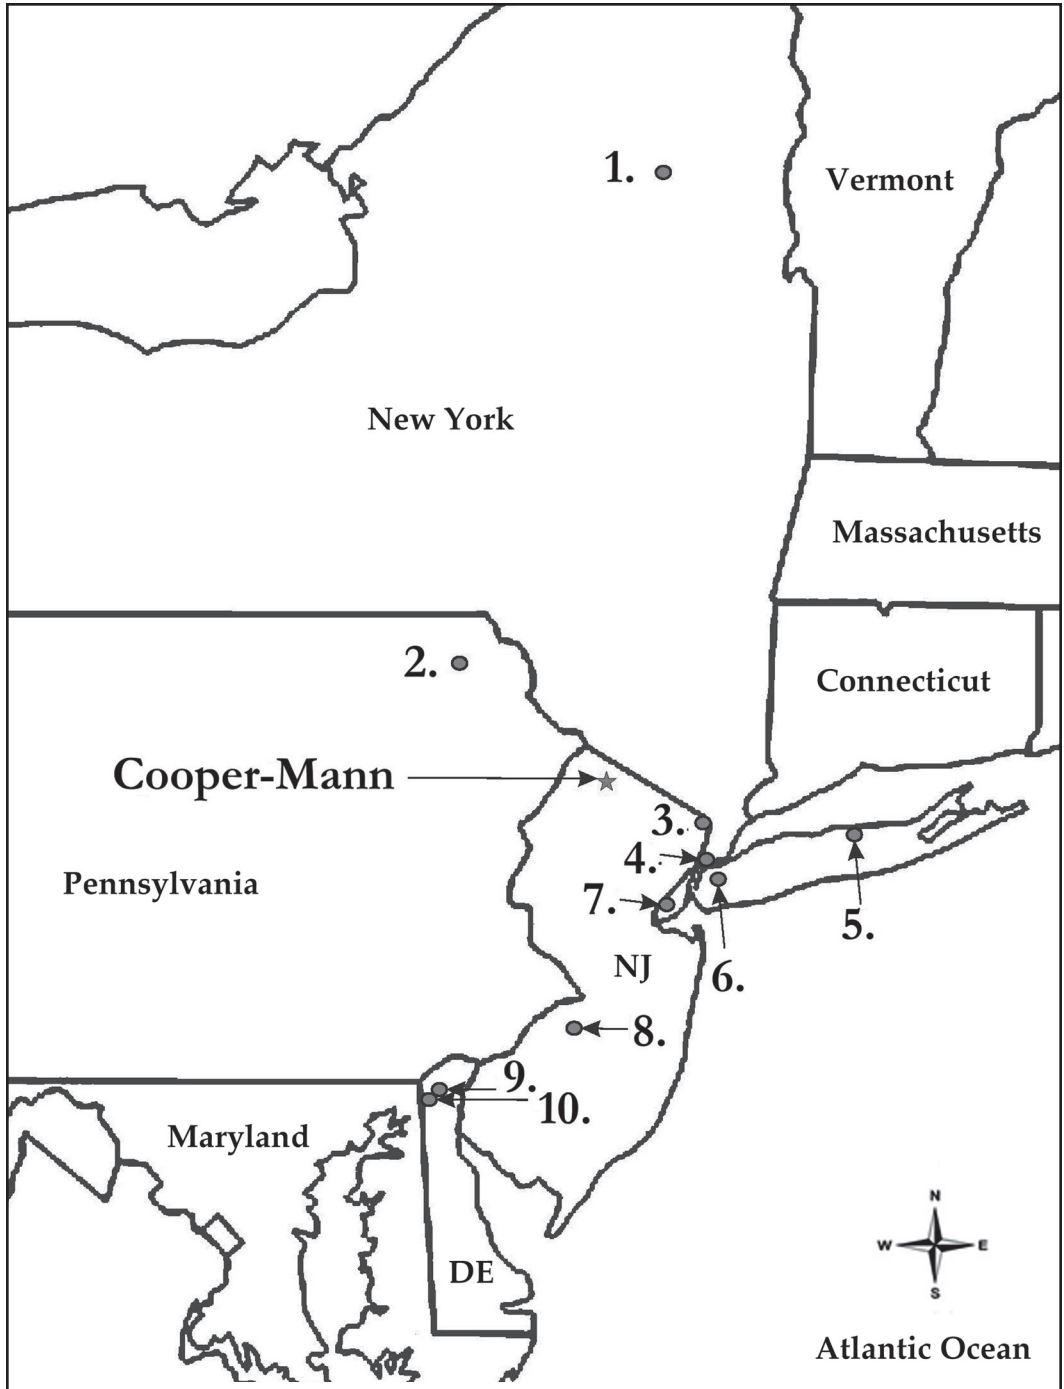 1.
Vermont
New York
Massachusetts
2.
Connecticut
Cooper-Mann
3.
4.
Pennsylvania
7.
5.
NJ
6.
8.
9.
10.
Maryland
N
W E
S
DE
Atlantic Ocean